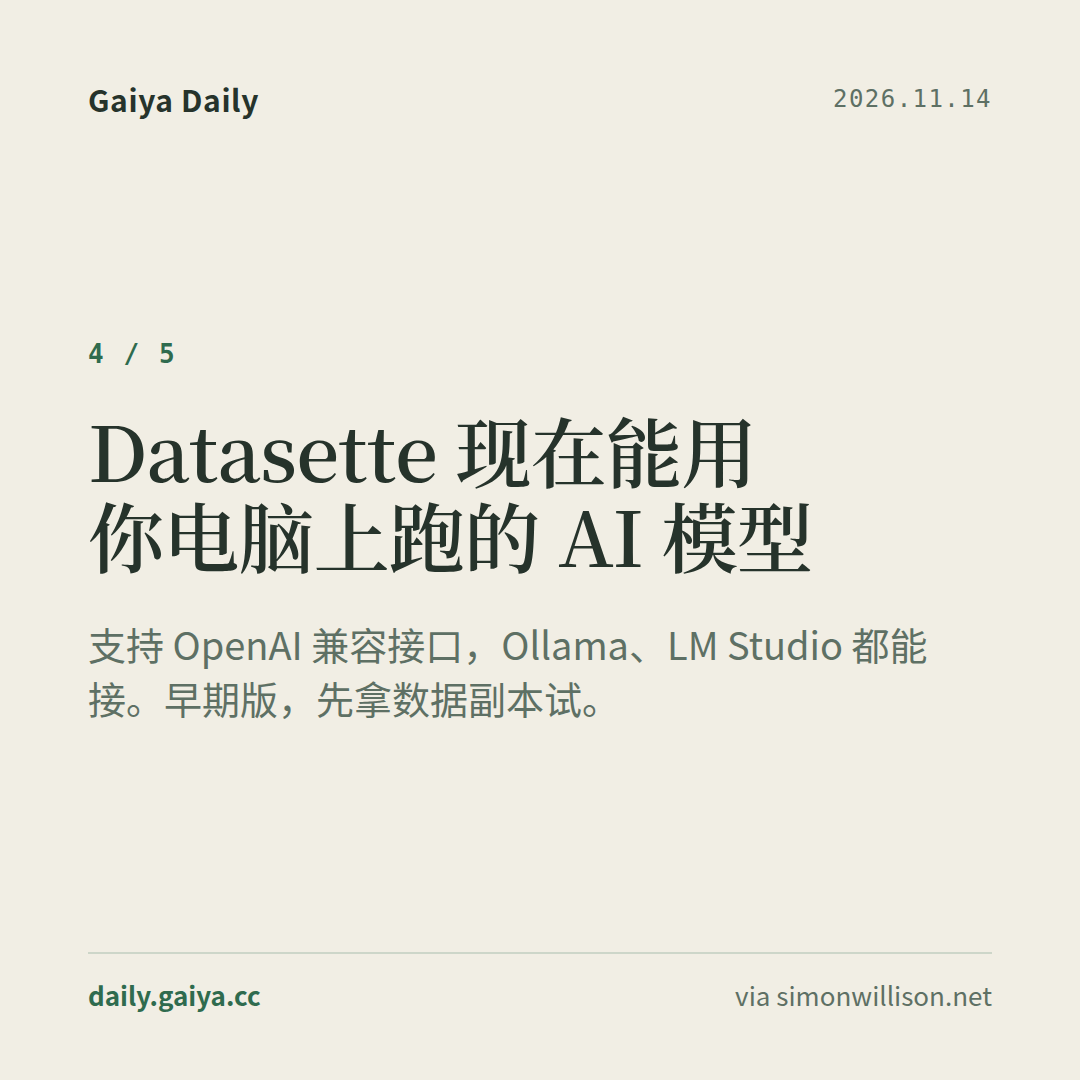 Gaiya Daily
2026.11.14
4 / 5
Datasette 现在能用
你电脑上跑的 AI 模型
支持 OpenAI 兼容接口，Ollama、LM Studio 都能
接。早期版，先拿数据副本试。
daily.gaiya.cc
via simonwillison.net